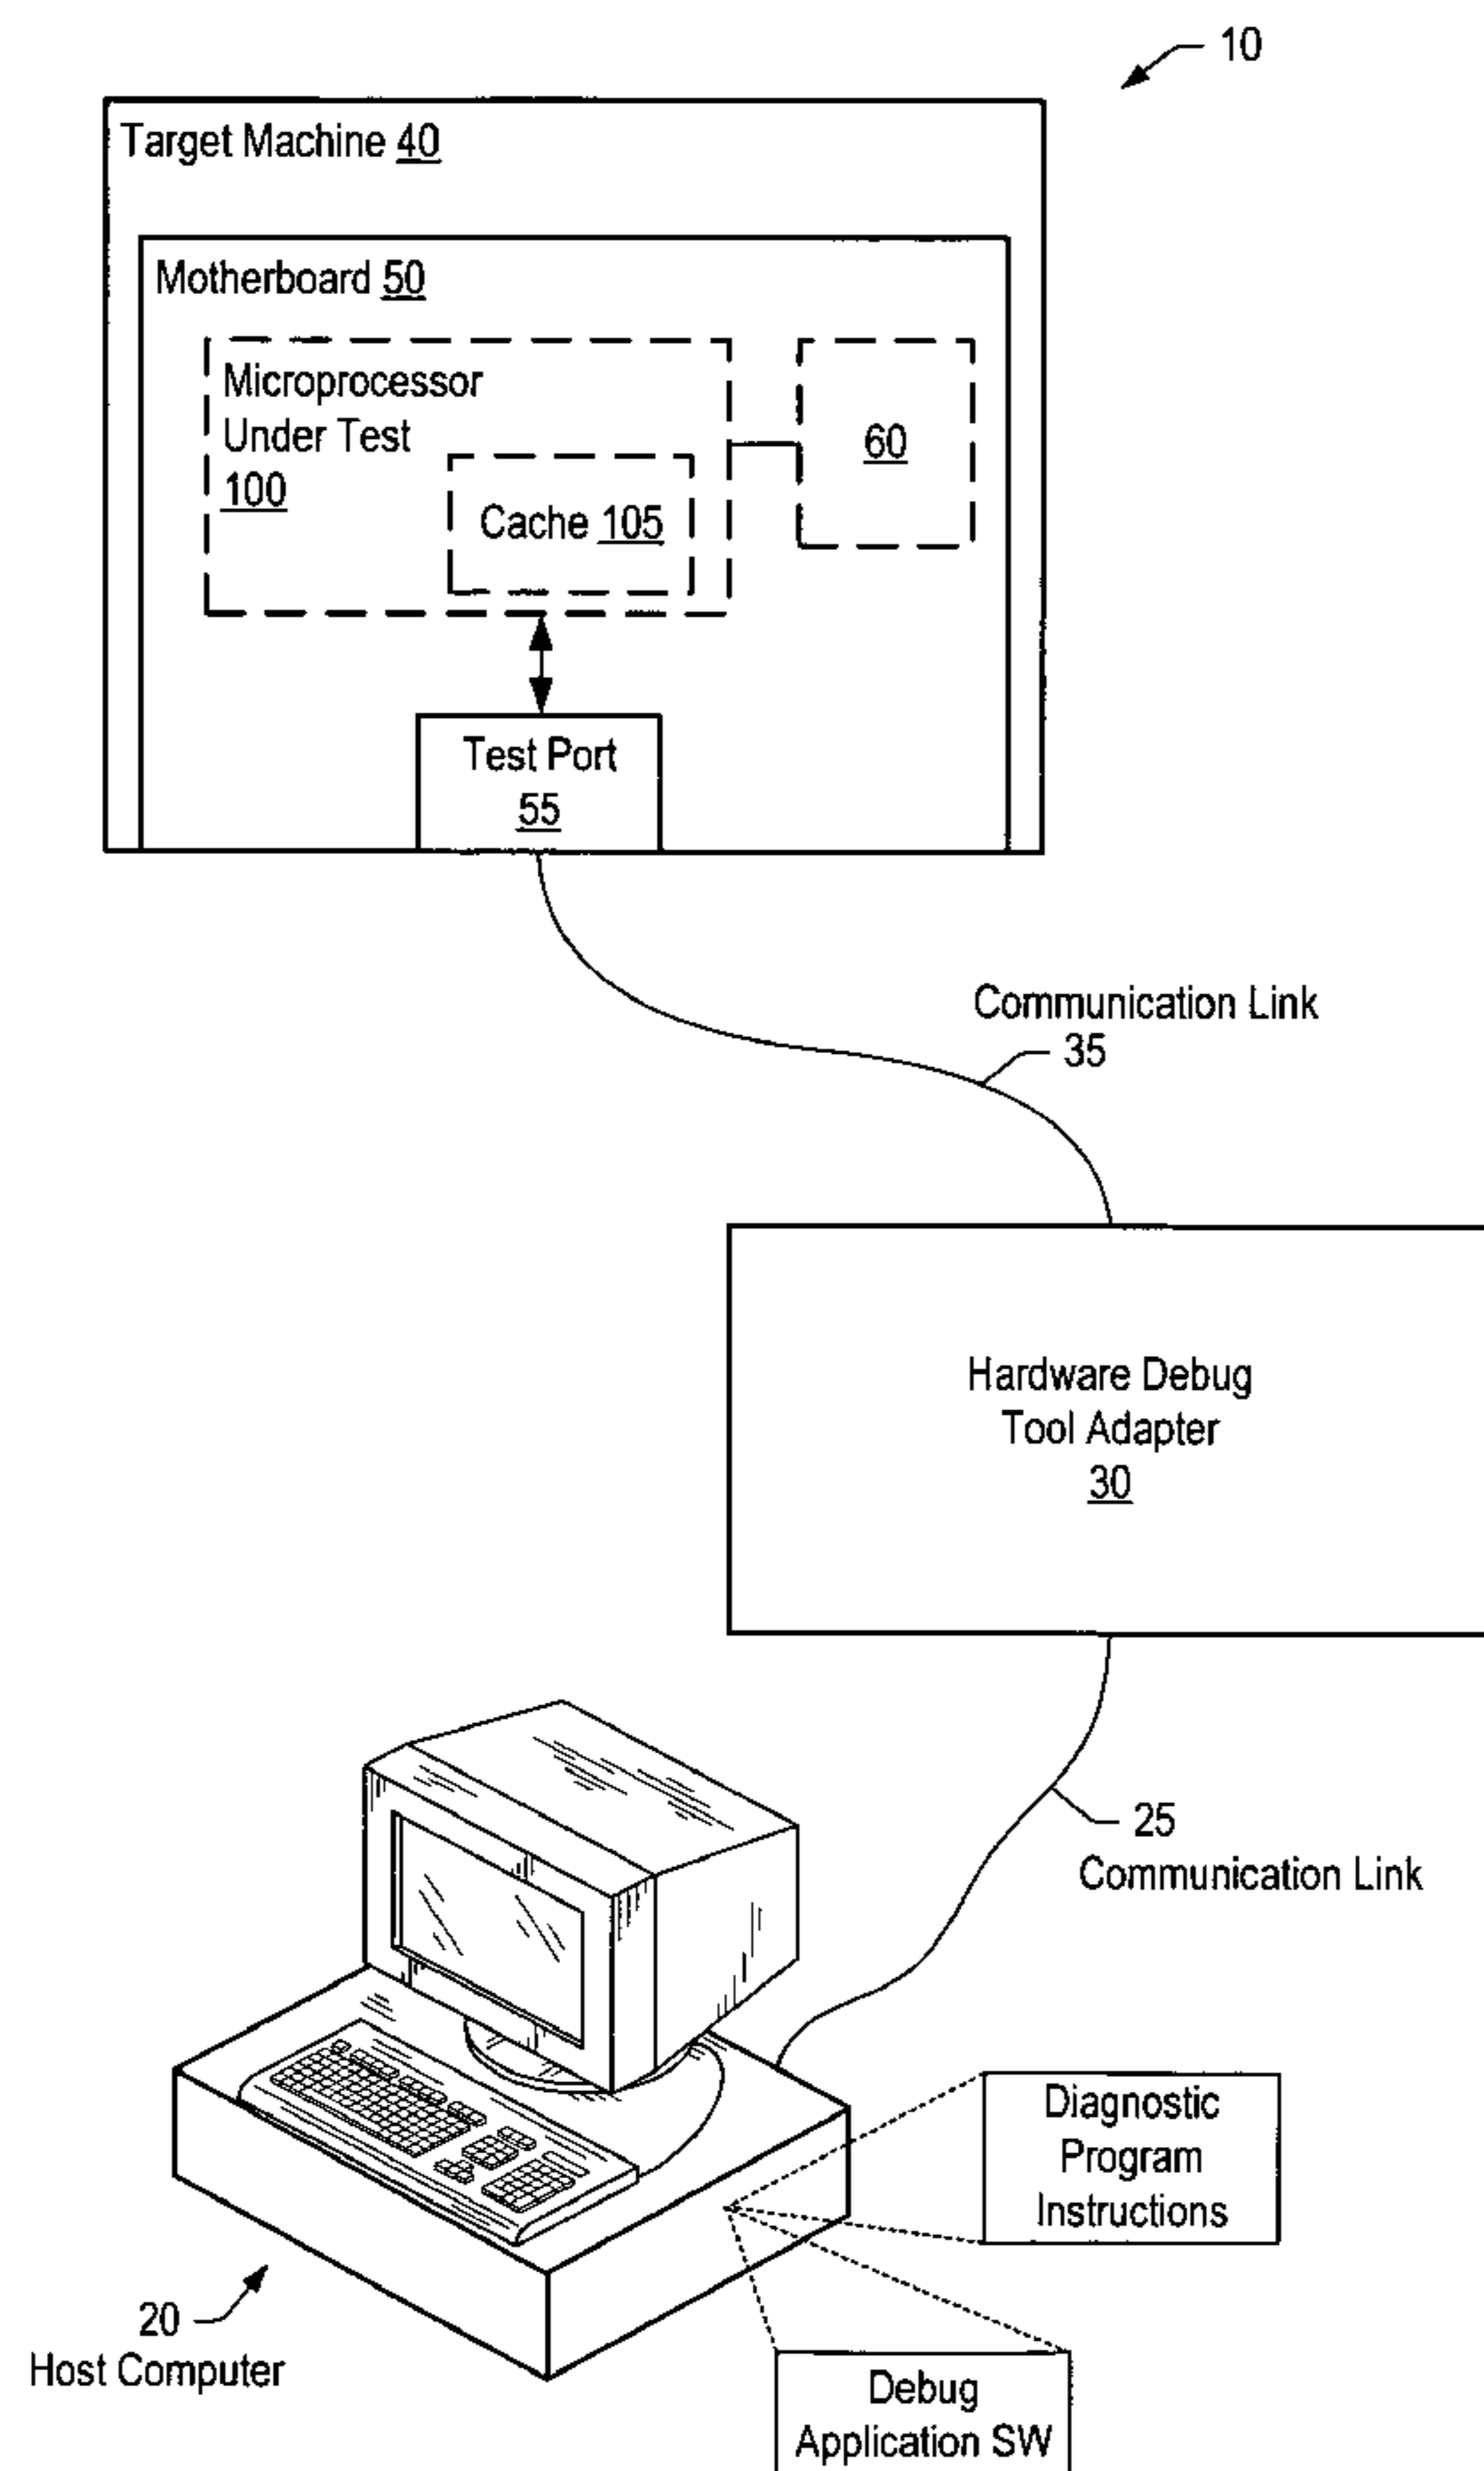 10
Target Machine 40
Motherboard 50
Microprocessor
Under Test
100
60
Cache 105
Test Port
55
Communication Link
35
Hardware Debug
Tool Adapter
30
25
Communication Link
Diagnostic
Program
Instructions
20
Host Computer
Debug
Application SW